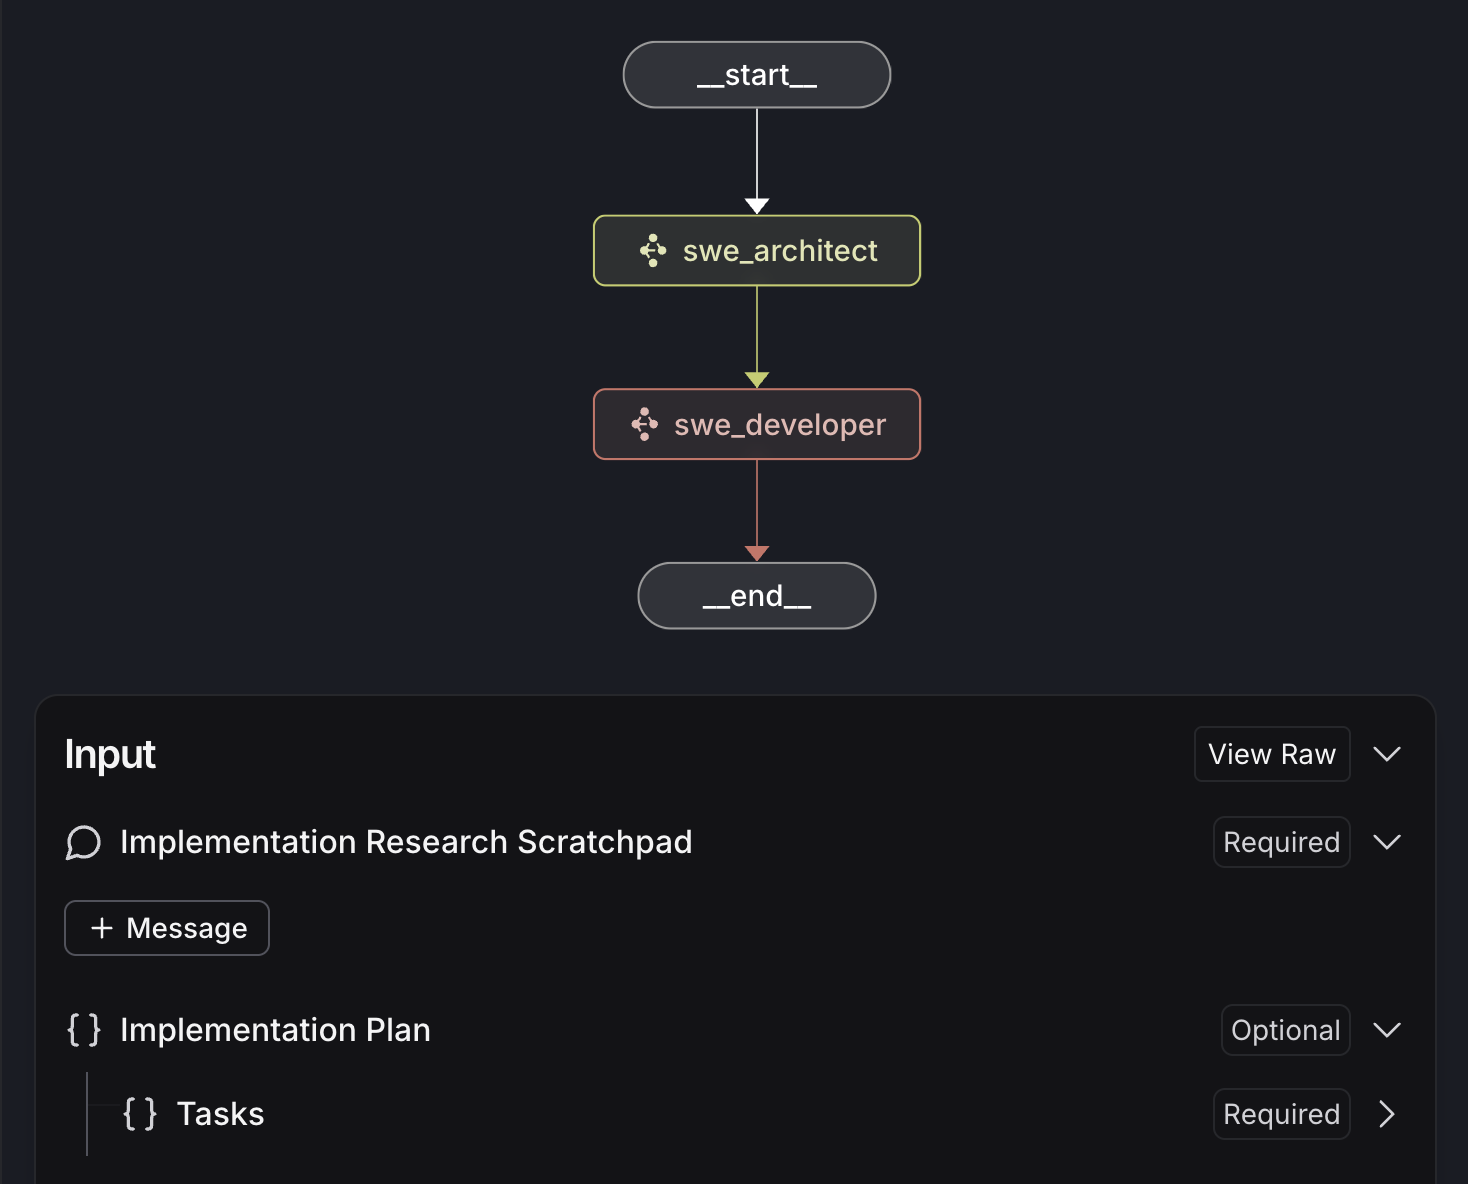 __start__
swe_architect
swe_developer
__end__
Input
View Raw
Implementation Research Scratchpad
Required
+ Message
{ } Implementation Plan
Optional
{ } Tasks
Required